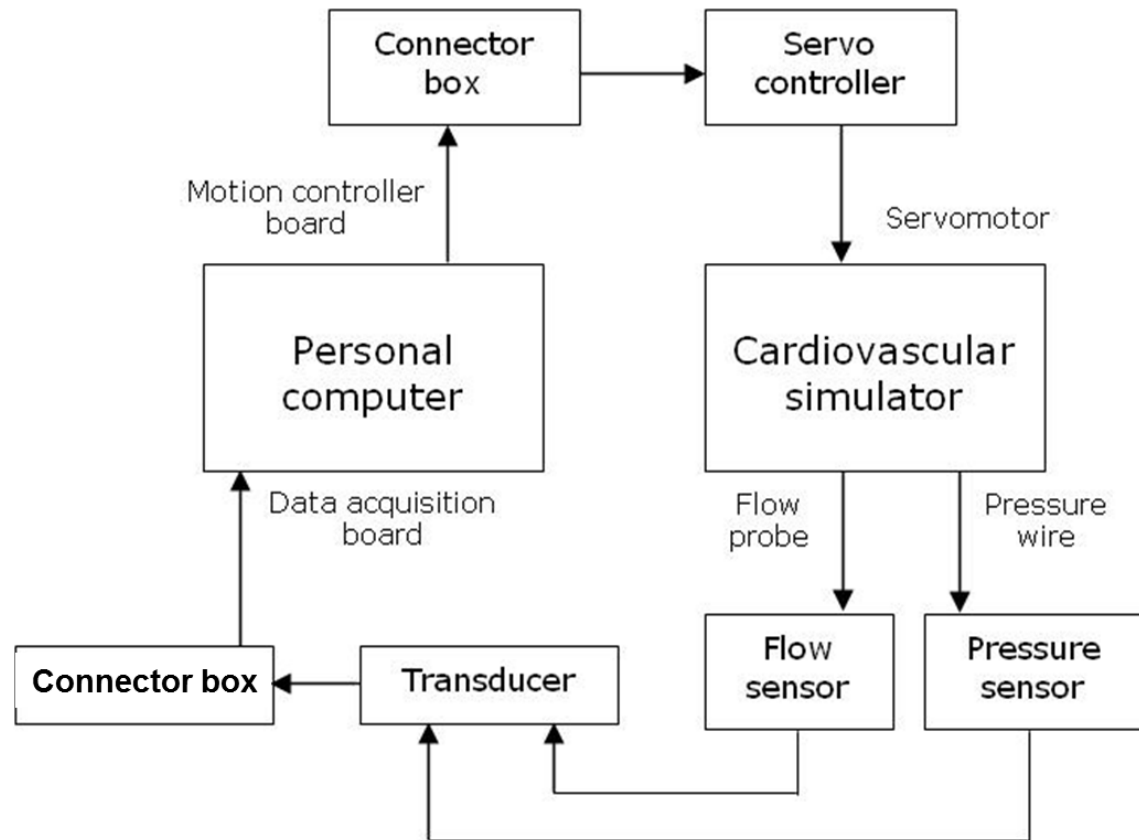 Connector
box
Servo
controller
Motion controller
board
Servomotor
Personal
computer
Cardiovascular
simulator
Data acquisition
board
Flow
probe
Pressure
wire
Connector box
Transducer
Flow
sensor
Pressure
sensor